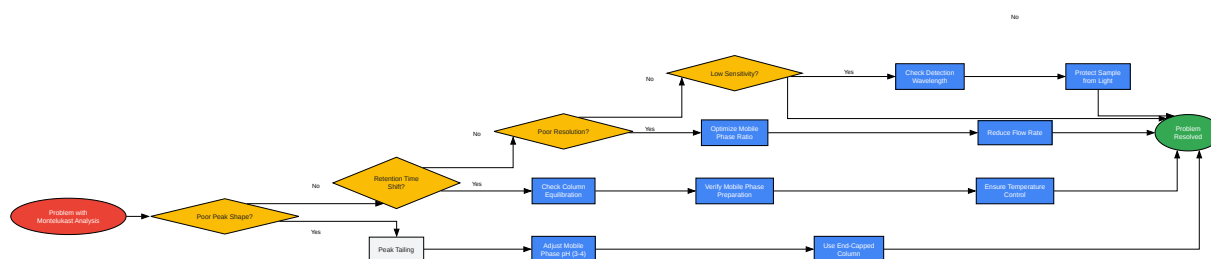 No
Low Sensitivity?
Yes
Check Detection
Wavelength
Protect Sample
from Light
No
Poor Resolution?
Yes
Optimize Mobile
Phase Ratio
Reduce Flow Rate
Problem
Resolved
No
Retention Time
Shift?
Yes
Check Column
Equilibration
Verify Mobile Phase
Preparation
Ensure Temperature
Control
No
Problem with
Montelukast Analysis
Poor Peak Shape?
Yes
Peak Tailing
Adjust Mobile
Phase pH (3-4)
Use End-Capped
Column